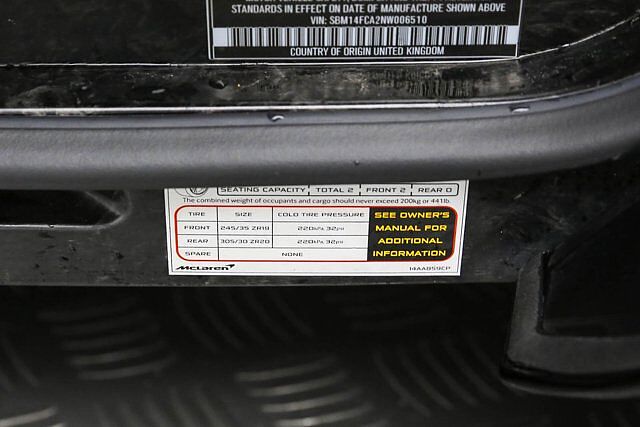 STANDARDS IN EFFECT ON THE DATE OF MANUFACTURE SHOWN ABOVE
VIN: SBM14FCA2NW006510
COUNTRY OF ORIGIN UNITED KINGDOM
SEATING CAPACITY TOTAL 2 FRONT 2 REAR 0
The combined weight of occupants and cargo should never exceed 200kg or 441lb.
TIRE SIZE COLD TIRE PRESSURE
FRONT 245/35 ZR19 220kPa, 32psi
REAR 305/30 ZR20 220kPa, 32psi
SPARE NONE
SEE OWNER'S
MANUAL FOR
ADDITIONAL
INFORMATION
McLaren 14AA859CP